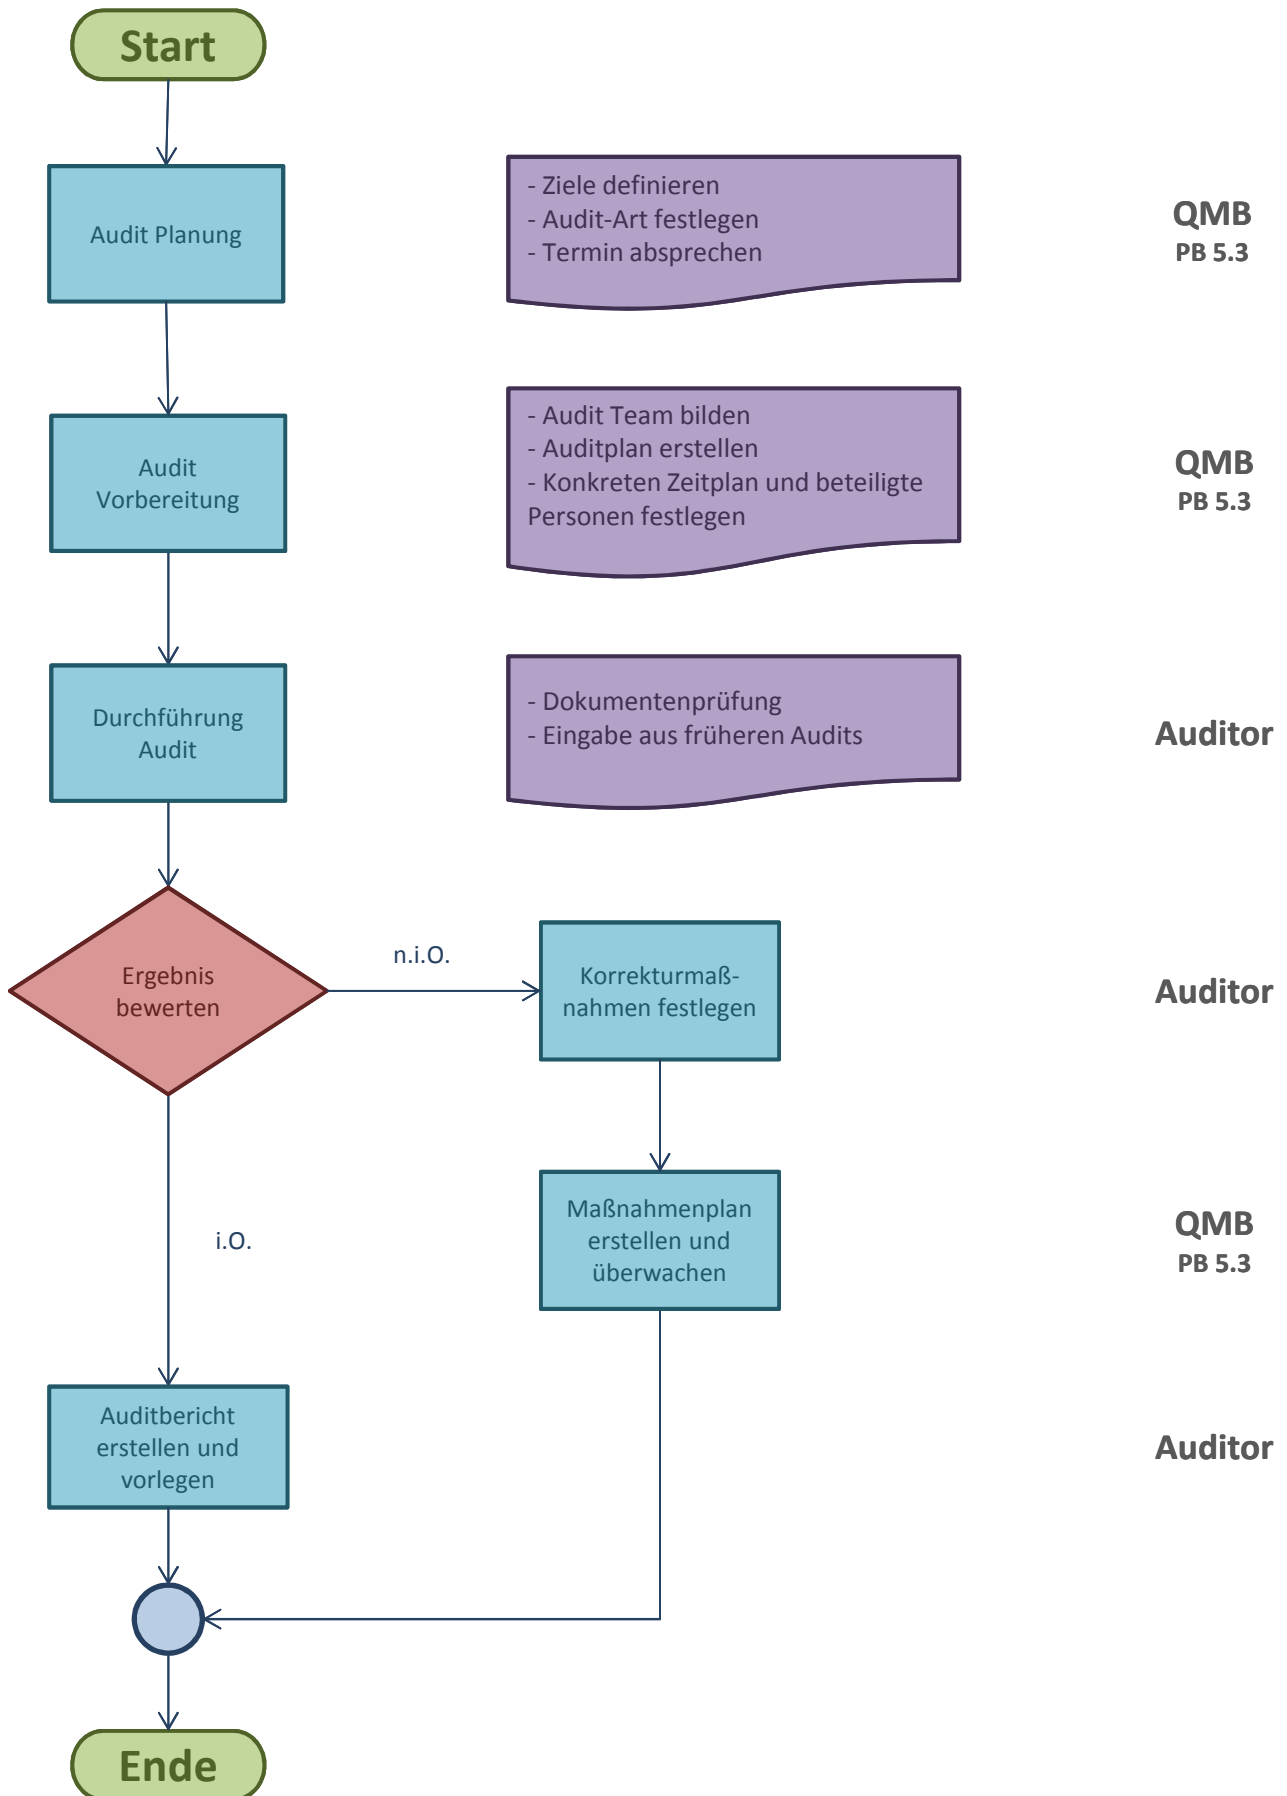 Start
Audit Planung
- Ziele definieren
- Audit-Art festlegen
- Termin absprechen
QMB
PB 5.3
Audit
Vorbereitung
- Audit Team bilden
- Auditplan erstellen
- Konkreten Zeitplan und beteiligte
Personen festlegen
QMB
PB 5.3
Durchführung
Audit
- Dokumentenprüfung
- Eingabe aus früheren Audits
Auditor
Ergebnis
bewerten
n.i.O.
Korrekturmaß-
nahmen festlegen
Auditor
i.O.
Maßnahmenplan
erstellen und
überwachen
QMB
PB 5.3
Auditbericht
erstellen und
vorlegen
Auditor
Ende